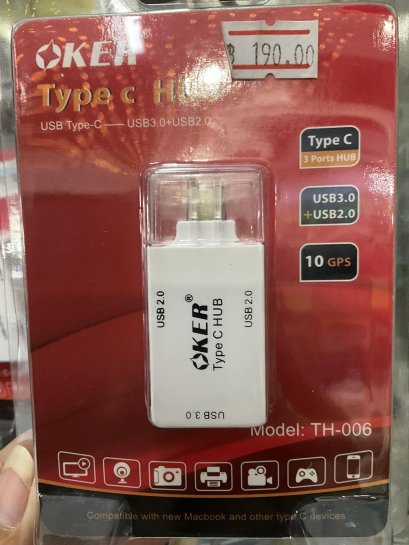 OKER
฿ 190.00
Type c HUB
USB Type-C —— USB3.0+USB2.0
Type C
3 Ports HUB
USB3.0
+USB2.0
10 GPS
USB 2.0
OKER®
Type C HUB
USB 2.0
USB 3.0
Model: TH-006
Compatible with new Macbook and other type C devices